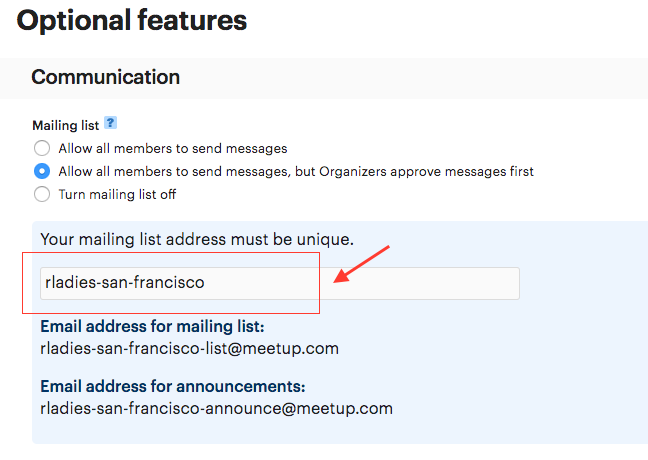 Optional features
Communication
Mailing list ?
Allow all members to send messages
Allow all members to send messages, but Organizers approve messages first
Turn mailing list off
Your mailing list address must be unique.
rladies-san-francisco
Email address for mailing list:
rladies-san-francisco-list@meetup.com
Email address for announcements:
rladies-san-francisco-announce@meetup.com